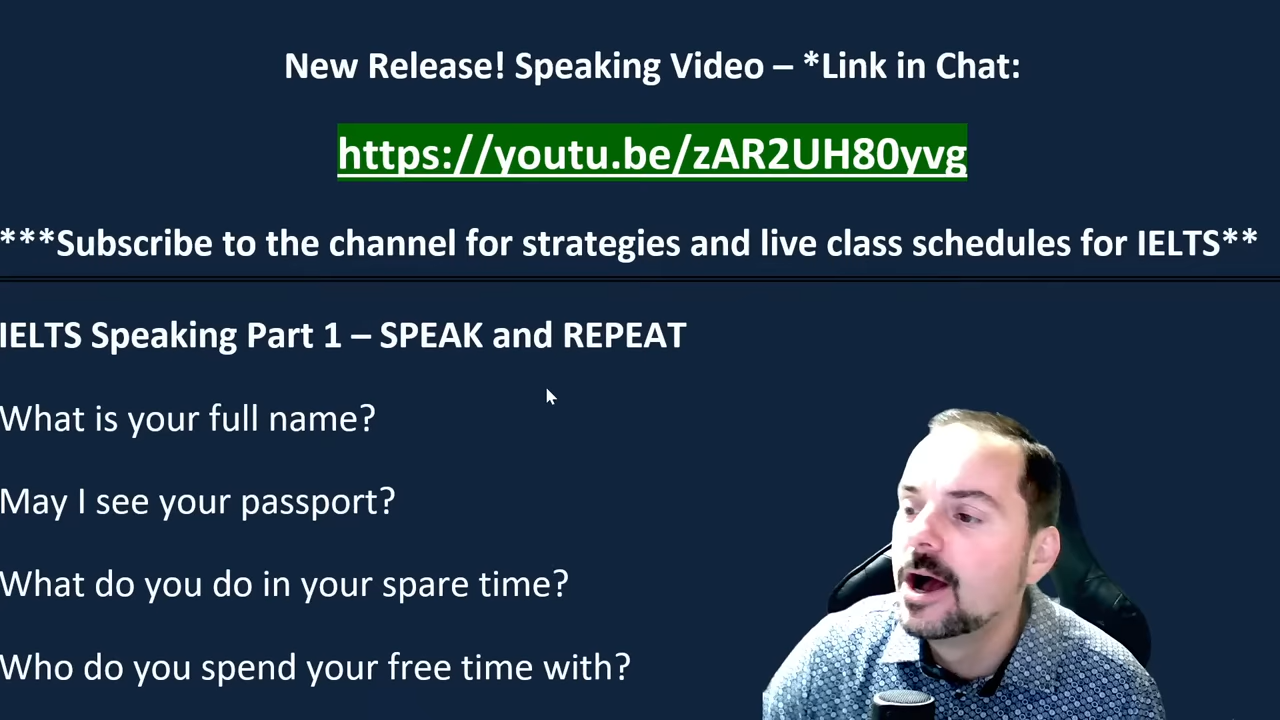 New Release! Speaking Video – *Link in Chat:
https://youtu.be/zAR2UH80yvg
***Subscribe to the channel for strategies and live class schedules for IELTS**
IELTS Speaking Part 1 – SPEAK and REPEAT
What is your full name?
May I see your passport?
What do you do in your spare time?
Who do you spend your free time with?